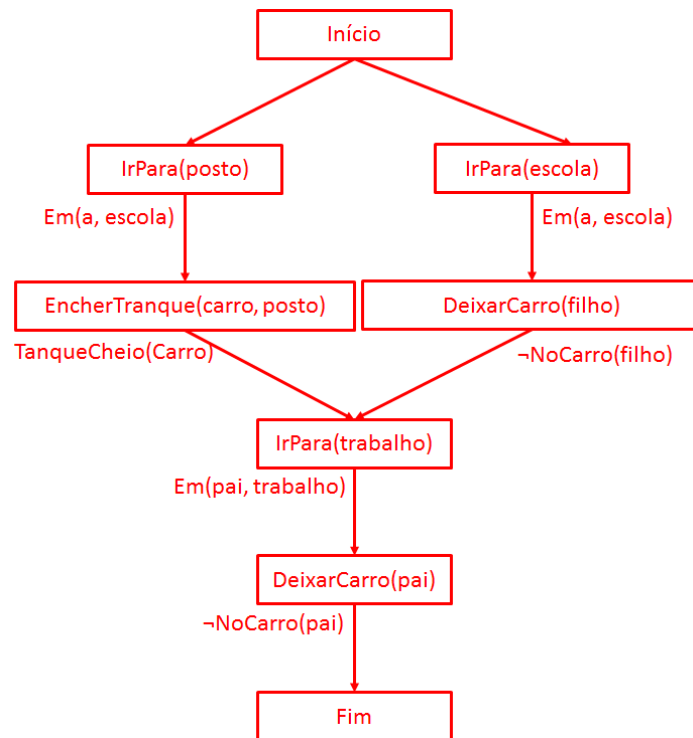 Início
IrPara(posto)
IrPara(escola)
Em(a, escola)
Em(a, escola)
EncherTranque(carro, posto)
DeixarCarro(filho)
TanqueCheio(Carro)
¬NoCarro(filho)
IrPara(trabalho)
Em(pai, trabalho)
DeixarCarro(pai)
¬NoCarro(pai)
Fim